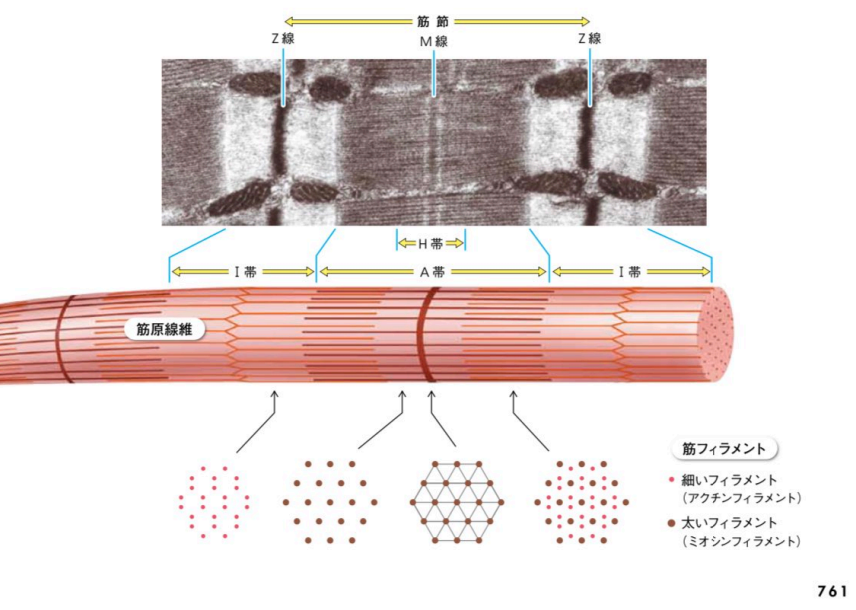 筋節
Z線
M線
Z線
H帯
I帯
A帯
I帯
筋原線維
筋フィラメント
細いフィラメント
(アクチンフィラメント)
太いフィラメント
(ミオシンフィラメント)
761